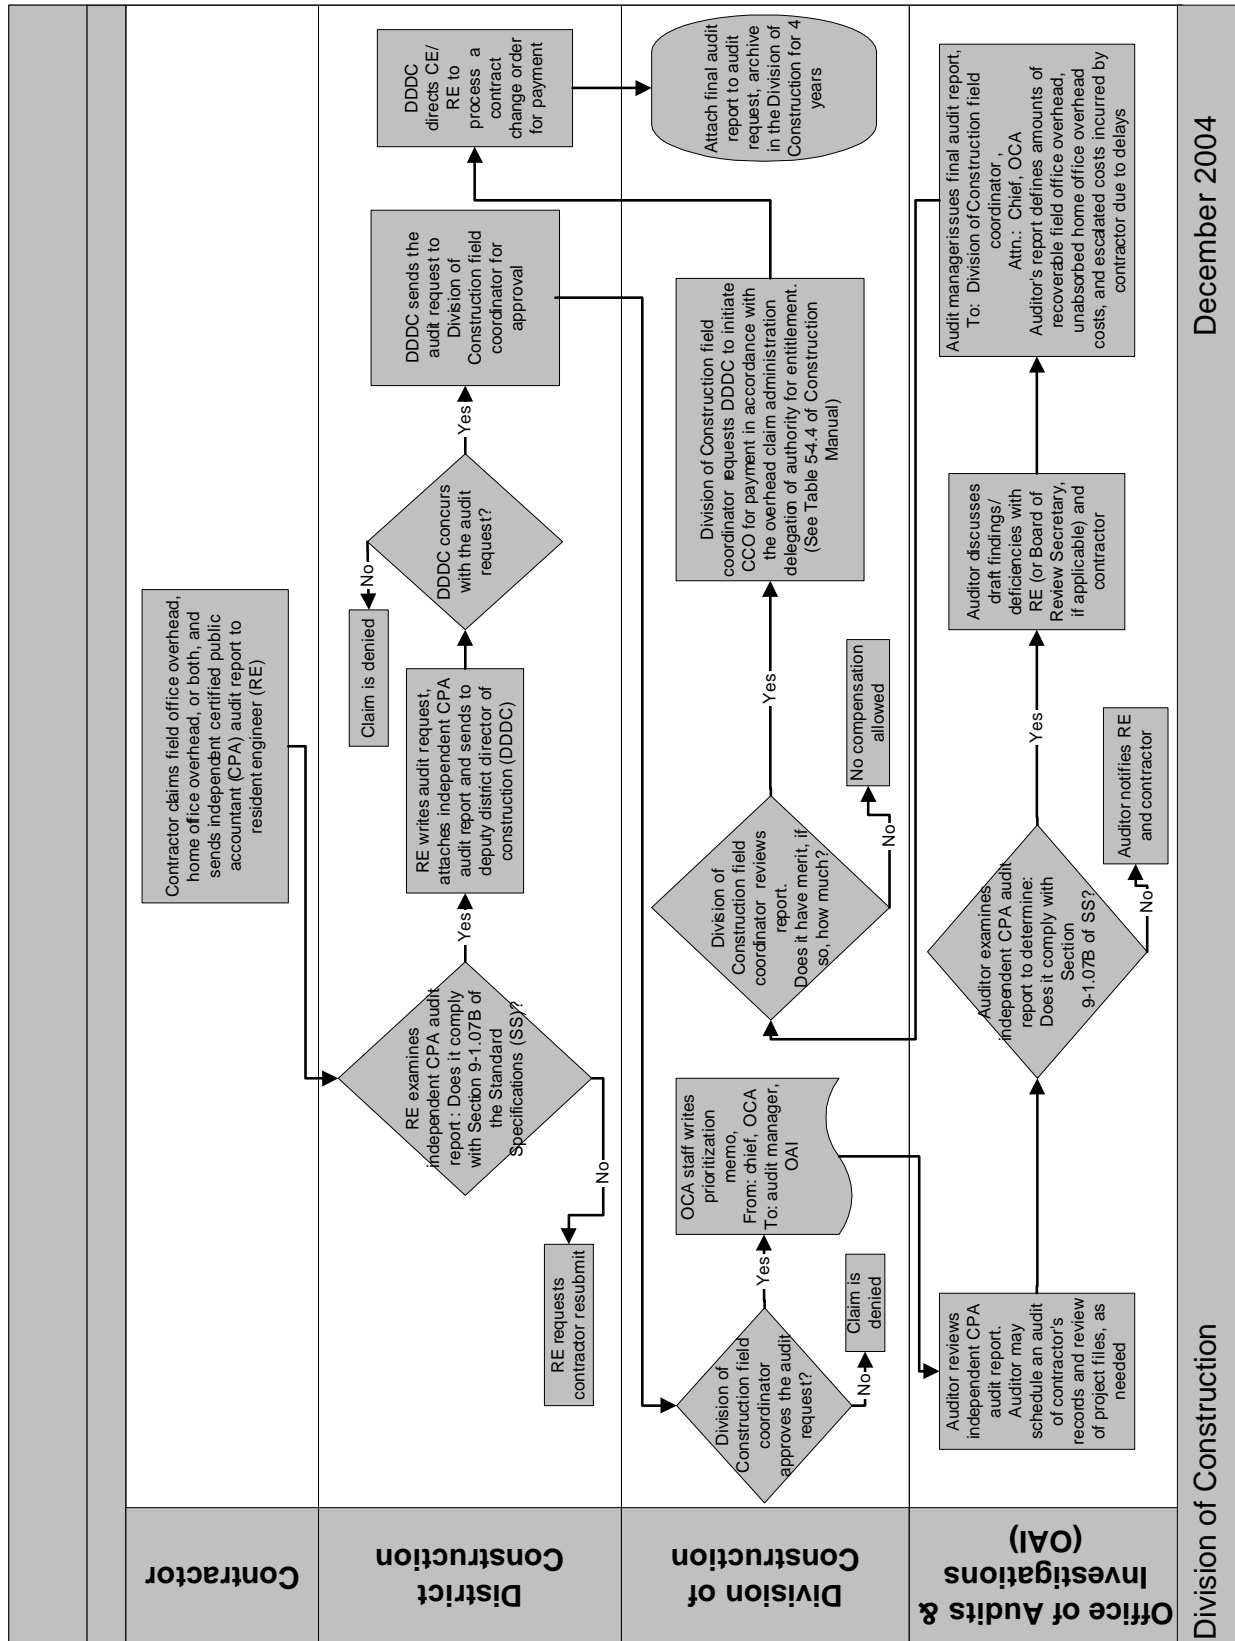 Contractor
Contractor claims field office overhead,
home office overhead, or both, and
sends independent certified public
accountant (CPA) audit report to
resident engineer (RE)
District
Construction
RE examines
independent CPA audit
report : Does it comply
with Section 9-1.07B of
the Standard
Specifications (SS)?
No
RE requests
contractor resubmit
Yes
RE writes audit request,
attaches independent CPA
audit report and sends to
deputy district director of
construction (DDDC)
DDDC concurs
with the audit
request?
No
Claim is denied
Yes
DDDC sends the
audit request to
Division of
Construction field
coordinator for
approval
DDDC
directs CE/
RE to
process a
contract
change order
for payment
Division of
Construction
Division of
Construction field
coordinator
approves the audit
request?
No
Claim is
denied
Yes
OCA staff writes
prioritization
memo,
From: chief, OCA
To: audit manager,
OAI
Division of
Construction field
coordinator reviews
report.
Does it have merit, if
so, how much?
No
No compensation
allowed
Yes
Division of Construction field
coordinator requests DDDC to initiate
CCO for payment in accordance with
the overhead claim administration
delegation of authority for entitlement.
(See Table 5-4.4 of Construction
Manual)
Attach final audit
report to audit
request, archive
in the Division of
Construction for 4
years
Office of Audits &
Investigations
(OAI)
Auditor reviews
independent CPA
audit report.
Auditor may
schedule an audit
of contractor's
records and review
of project files, as
needed
Auditor examines
independent CPA audit
report to determine:
Does it comply with
Section
9-1.07B of SS?
No
Auditor notifies RE
and contractor
Yes
Auditor discusses
draft findings/
deficiencies with
RE (or Board of
Review Secretary,
if applicable) and
contractor
Audit managerissues final audit report,
To: Division of Construction field
coordinator ,
Attn.: Chief, OCA
Auditor's report defines amounts of
recoverable field office overhead,
unabsorbed home office overhead
costs, and escalated costs incurred by
contractor due to delays
Division of Construction
December 2004